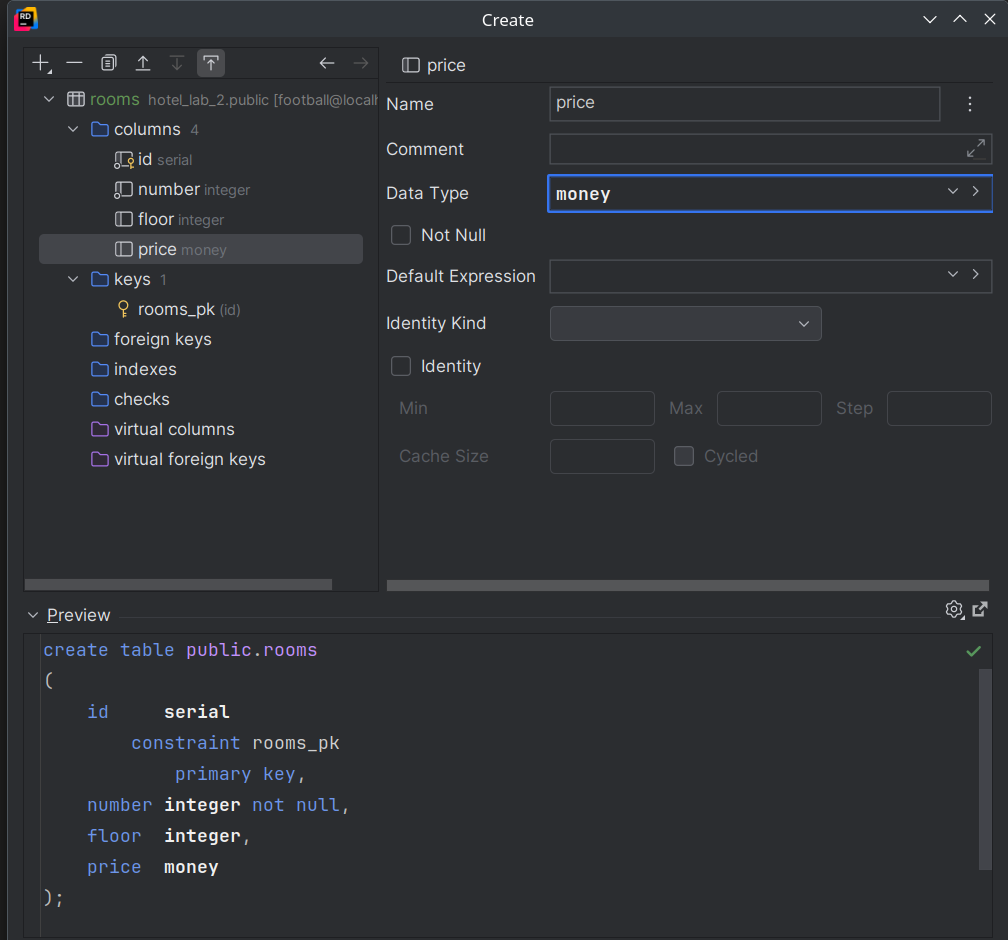 RD
Create
rooms hotel_lab_2.public [football@localh
columns 4
id serial
number integer
floor integer
price money
keys 1
rooms_pk (id)
foreign keys
indexes
checks
virtual columns
virtual foreign keys
price
Name price
Comment
Data Type money
Not Null
Default Expression
Identity Kind
Identity
Min Max Step
Cache Size Cycled
Preview
create table public.rooms
(
id serial
constraint rooms_pk
primary key,
number integer not null,
floor integer,
price money
);